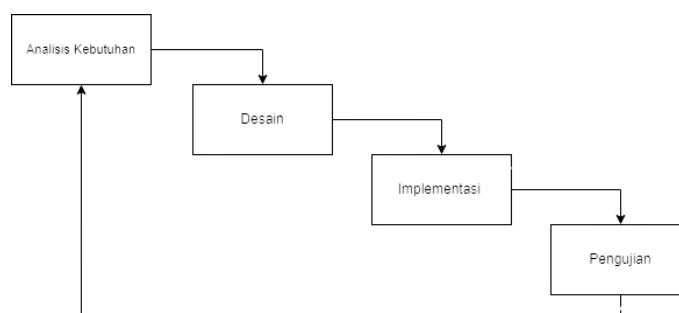 Analisis Kebutuhan
Desain
Implementasi
Pengujian